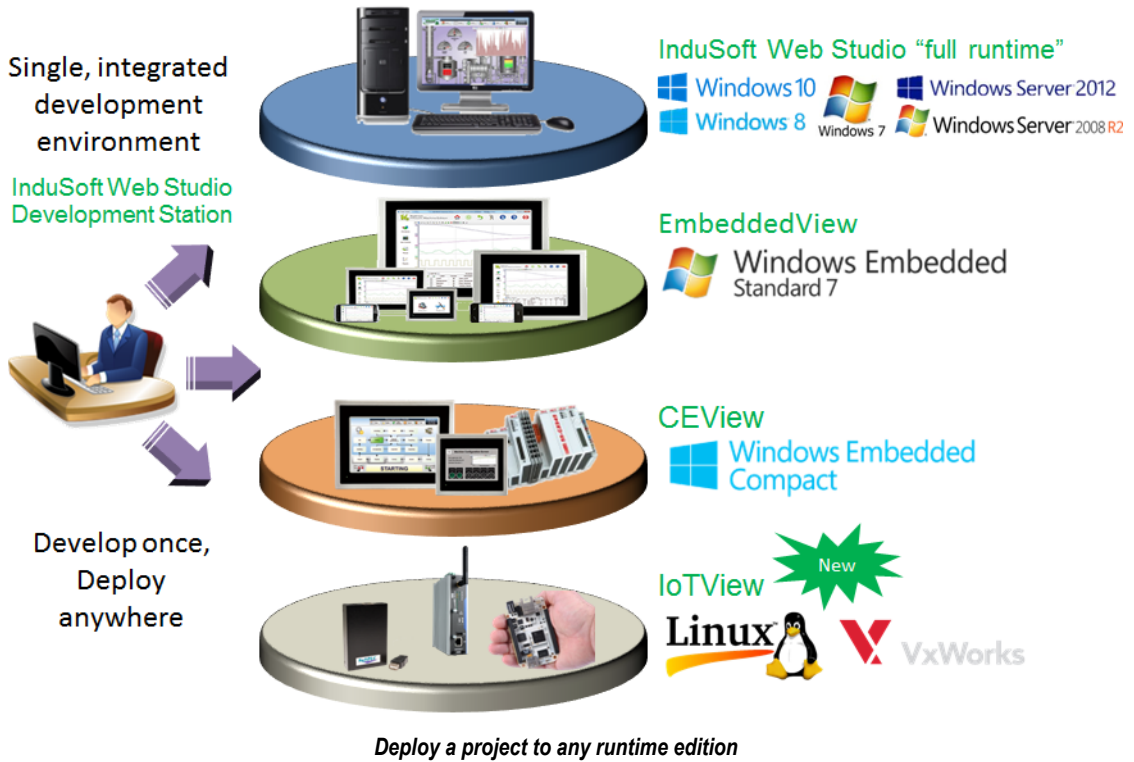 Single, integrated
development
environment
InduSoft Web Studio
Development Station
Develop once,
Deploy
anywhere
InduSoft Web Studio “full runtime”
Windows 10
Windows 8
Windows 7
Windows Server 2012
Windows Server 2008 R2
EmbeddedView
Windows Embedded
Standard 7
CEView
Windows Embedded
Compact
STARTING
IoTView
New
Linux
VxWorks
Deploy a project to any runtime edition